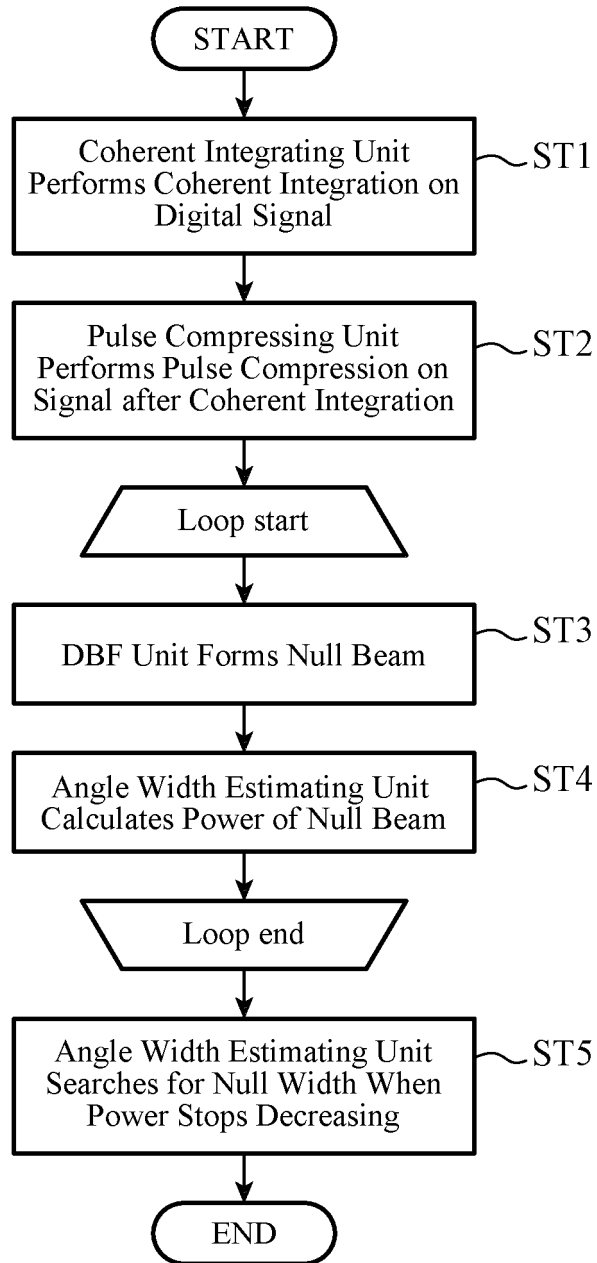 START
Coherent Integrating Unit
Performs Coherent Integration on
Digital Signal
ST1
Pulse Compressing Unit
Performs Pulse Compression on
Signal after Coherent Integration
ST2
Loop start
DBF Unit Forms Null Beam
ST3
Angle Width Estimating Unit
Calculates Power of Null Beam
ST4
Loop end
Angle Width Estimating Unit
Searches for Null Width When
Power Stops Decreasing
ST5
END